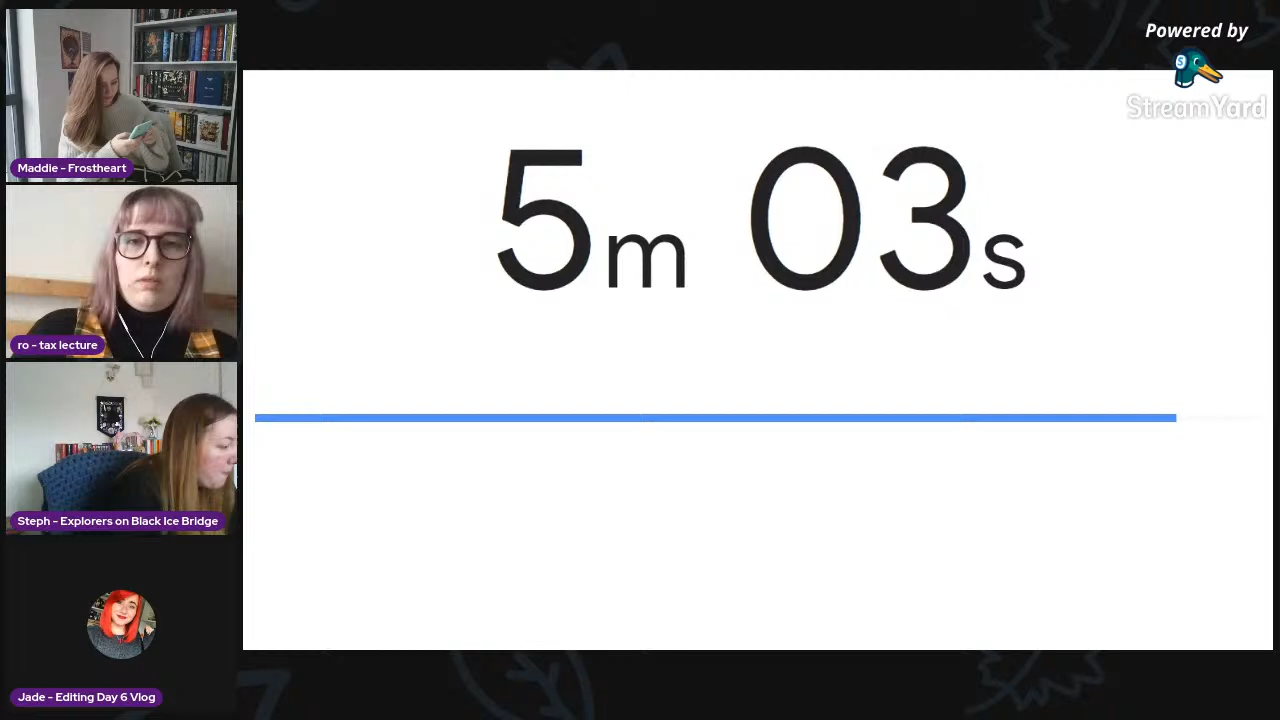 Powered by
StreamYard
5m 03s
Maddie - Frostheart
ro - tax lecture
Steph - Explorers on Black Ice Bridge
Jade - Editing Day 6 Vlog